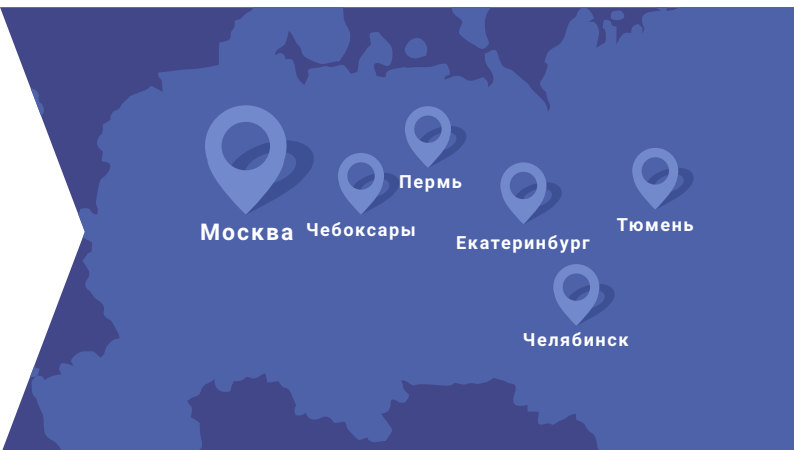 Пермь
Москва
Чебоксары
Тюмень
Екатеринбург
Челябинск